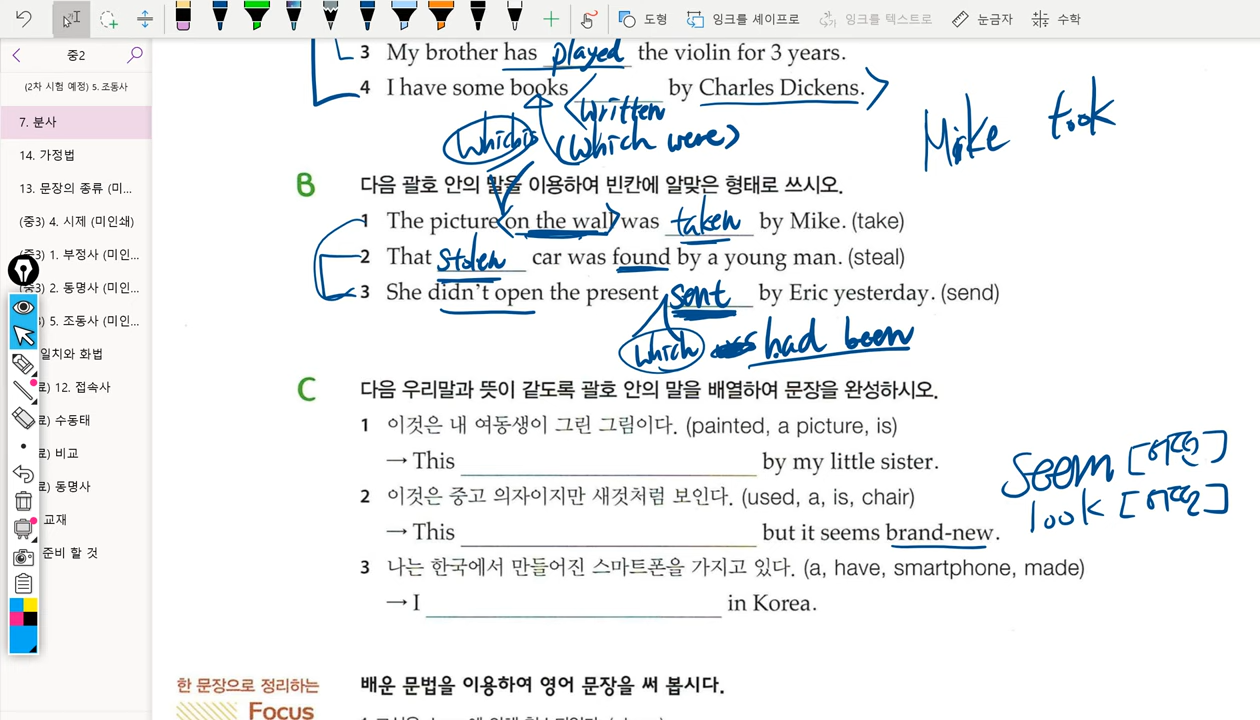 도형
잉크를 셰이프로
잉크를 텍스트로
눈금자
수학
중2
(2차 시험 예정) 5. 조동사
7. 분사
14. 가정법
13. 문장의 종류 (미...
(중3) 4. 시제 (미인쇄)
3) 1. 부정사 (미인...
3) 2. 동명사 (미인...
3) 5. 조동사 (미인...
일치와 화법
료) 12. 접속사
료) 수동태
료) 비교
료) 동명사
교재
준비 할 것
3 My brother has played the violin for 3 years.
4 I have some books by Charles Dickens.
written
which is (which were)
Mike took
B 다음 괄호 안의 말을 이용하여 빈칸에 알맞은 형태로 쓰시오.
1 The picture on the wall was taken by Mike. (take)
2 That stolen car was found by a young man. (steal)
3 She didn't open the present sent by Eric yesterday. (send)
which had been
C 다음 우리말과 뜻이 같도록 괄호 안의 말을 배열하여 문장을 완성하시오.
1 이것은 내 여동생이 그린 그림이다. (painted, a picture, is)
→ This by my little sister.
seem
2 이것은 중고 의자이지만 새것처럼 보인다. (used, a, is, chair)
look
→ This but it seems brand-new.
3 나는 한국에서 만들어진 스마트폰을 가지고 있다. (a, have, smartphone, made)
→ I in Korea.
한 문장으로 정리하는
Focus
배운 문법을 이용하여 영어 문장을 써 봅시다.